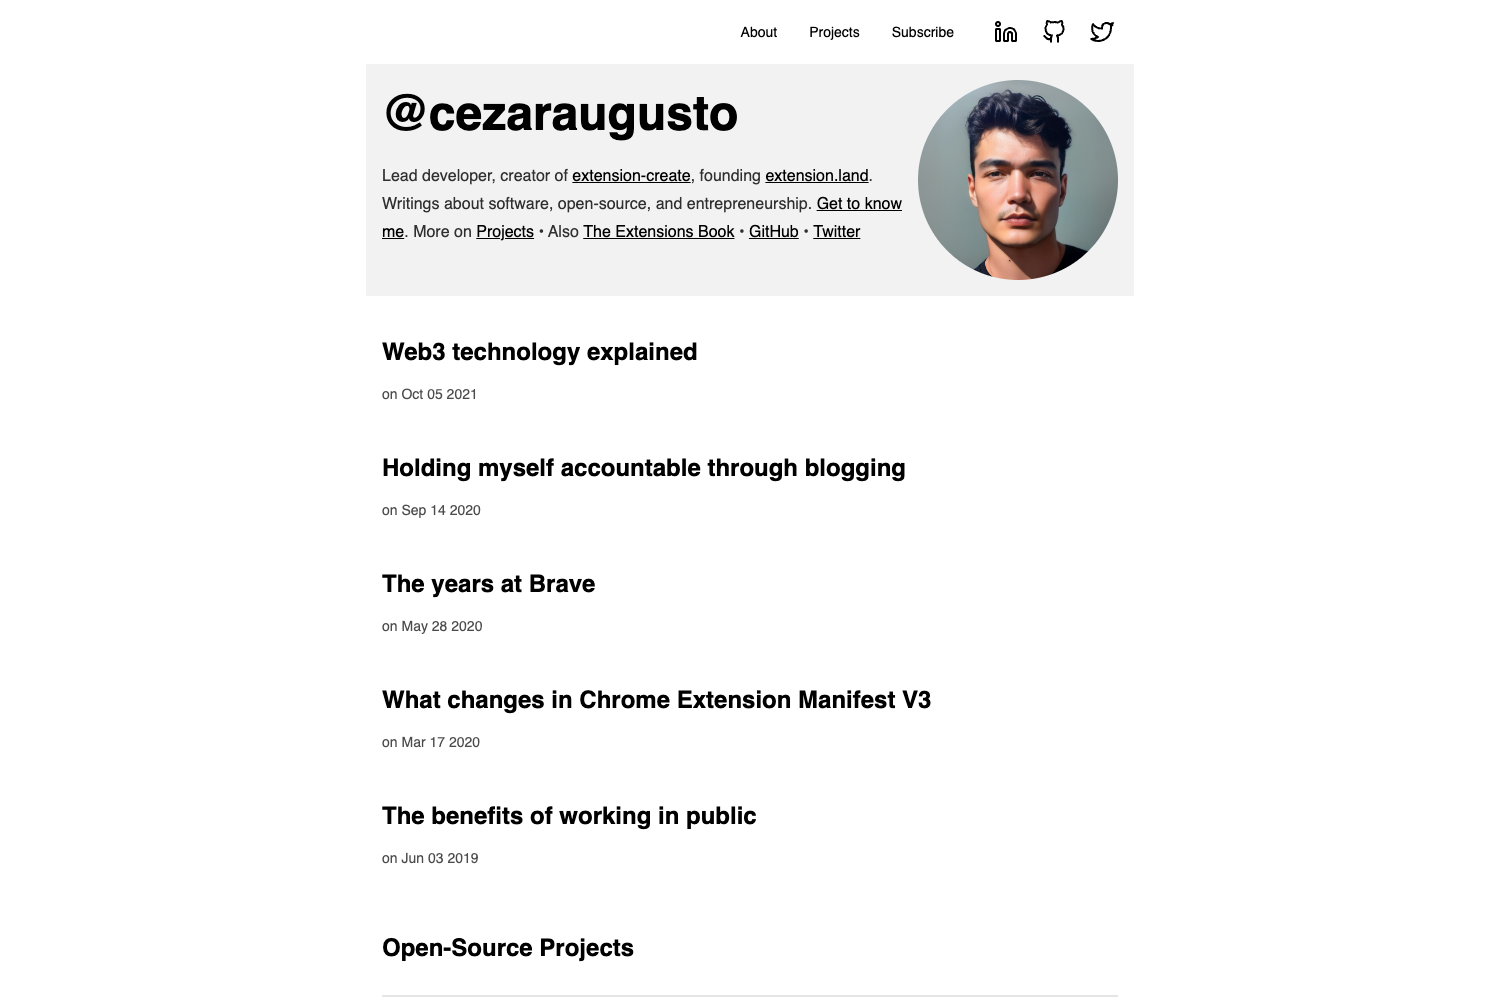 About Projects Subscribe
@cezaraugusto
Lead developer, creator of extension-create, founding extension.land.
Writings about software, open-source, and entrepreneurship. Get to know
me. More on Projects • Also The Extensions Book • GitHub • Twitter
Web3 technology explained
on Oct 05 2021
Holding myself accountable through blogging
on Sep 14 2020
The years at Brave
on May 28 2020
What changes in Chrome Extension Manifest V3
on Mar 17 2020
The benefits of working in public
on Jun 03 2019
Open-Source Projects